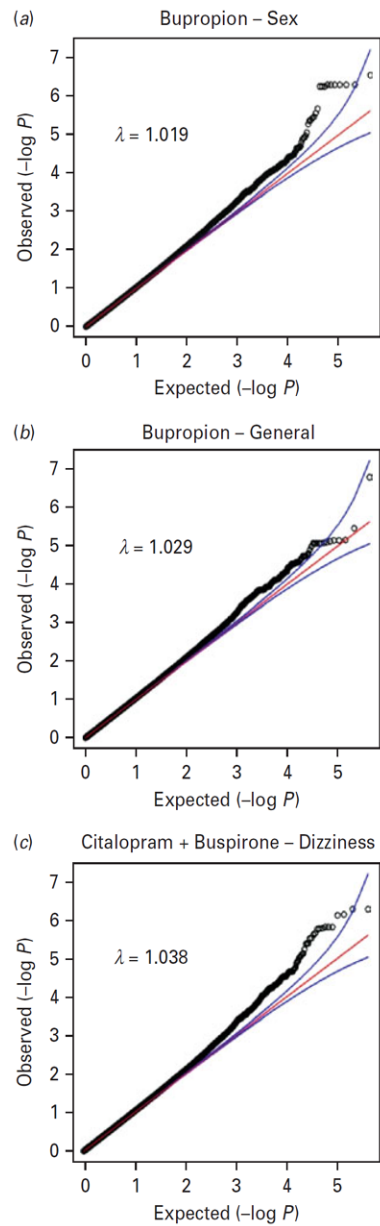 (a) Bupropion – Sex
7
6
5
4
3
2
1
0
λ = 1.019
Observed (–log P)
0 1 2 3 4 5
Expected (–log P)
(b) Bupropion – General
7
6
5
4
3
2
1
0
λ = 1.029
Observed (–log P)
0 1 2 3 4 5
Expected (–log P)
(c) Citalopram + Buspirone – Dizziness
7
6
5
4
3
2
1
0
λ = 1.038
Observed (–log P)
0 1 2 3 4 5
Expected (–log P)